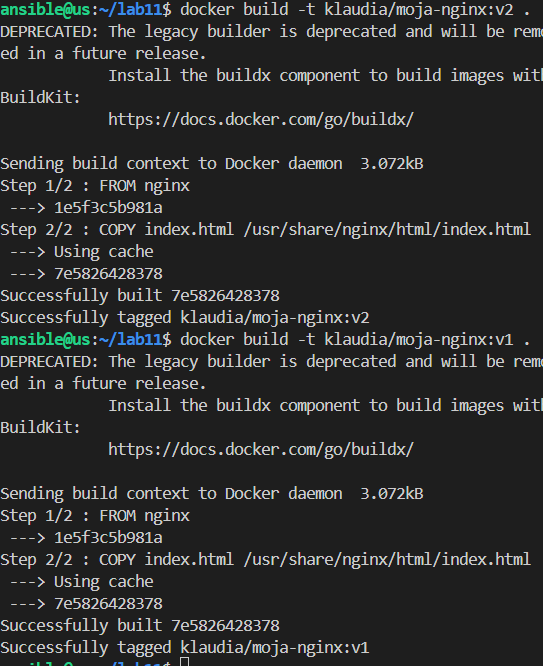 ansible@us:~/lab11$ docker build -t klaudia/moja-nginx:v2 .
DEPRECATED: The legacy builder is deprecated and will be rem
ed in a future release.
Install the buildx component to build images wit
BuildKit:
https://docs.docker.com/go/buildx/
Sending build context to Docker daemon  3.072kB
Step 1/2 : FROM nginx
---> 1e5f3c5b981a
Step 2/2 : COPY index.html /usr/share/nginx/html/index.html
---> Using cache
---> 7e5826428378
Successfully built 7e5826428378
Successfully tagged klaudia/moja-nginx:v2
ansible@us:~/lab11$ docker build -t klaudia/moja-nginx:v1 .
DEPRECATED: The legacy builder is deprecated and will be rem
ed in a future release.
Install the buildx component to build images wit
BuildKit:
https://docs.docker.com/go/buildx/
Sending build context to Docker daemon  3.072kB
Step 1/2 : FROM nginx
---> 1e5f3c5b981a
Step 2/2 : COPY index.html /usr/share/nginx/html/index.html
---> Using cache
---> 7e5826428378
Successfully built 7e5826428378
Successfully tagged klaudia/moja-nginx:v1